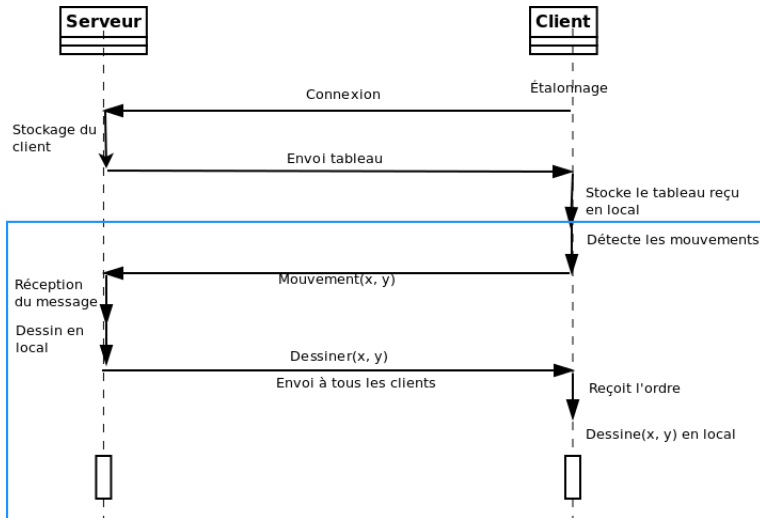 Serveur
Client
Étalonnage
Connexion
Stockage du
client
Envoi tableau
Stocke le tableau reçu
en local
Détecte les mouvements
Mouvement(x, y)
Réception
du message
Dessin en
local
Dessiner(x, y)
Envoi à tous les clients
Reçoit l'ordre
Dessine(x, y) en local